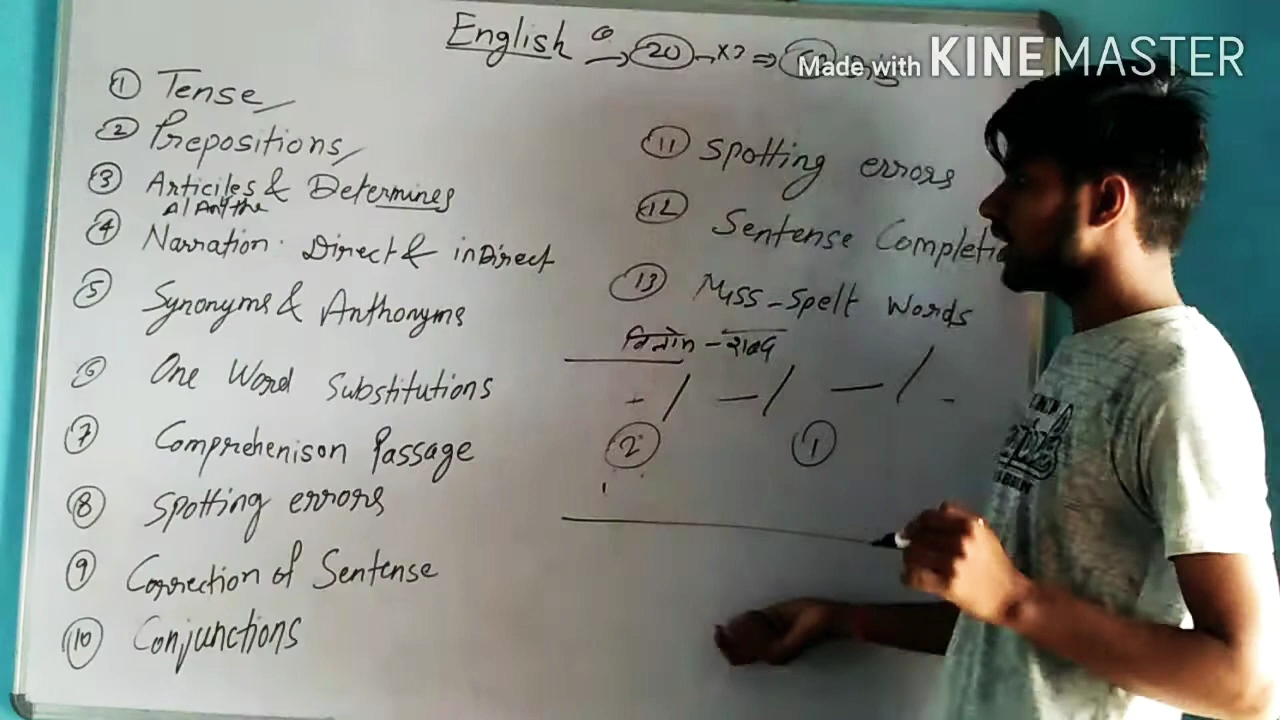 English → 20 → x3 ⇒
Made with KINEMASTER
① Tense
② Prepositions
③ Articiles & Determines
A/An/the
④ Narration. Direct & inDirect
⑤ Synonyms & Anthonyms
⑥ One Word Substitutions
⑦ Comprehenison Passage
⑧ Spotting errors
⑨ Correction of Sentense
⑩ Conjunctions
⑪ Spotting errors
⑫ Sentense Completio
⑬ Miss-Spelt Words
② ①